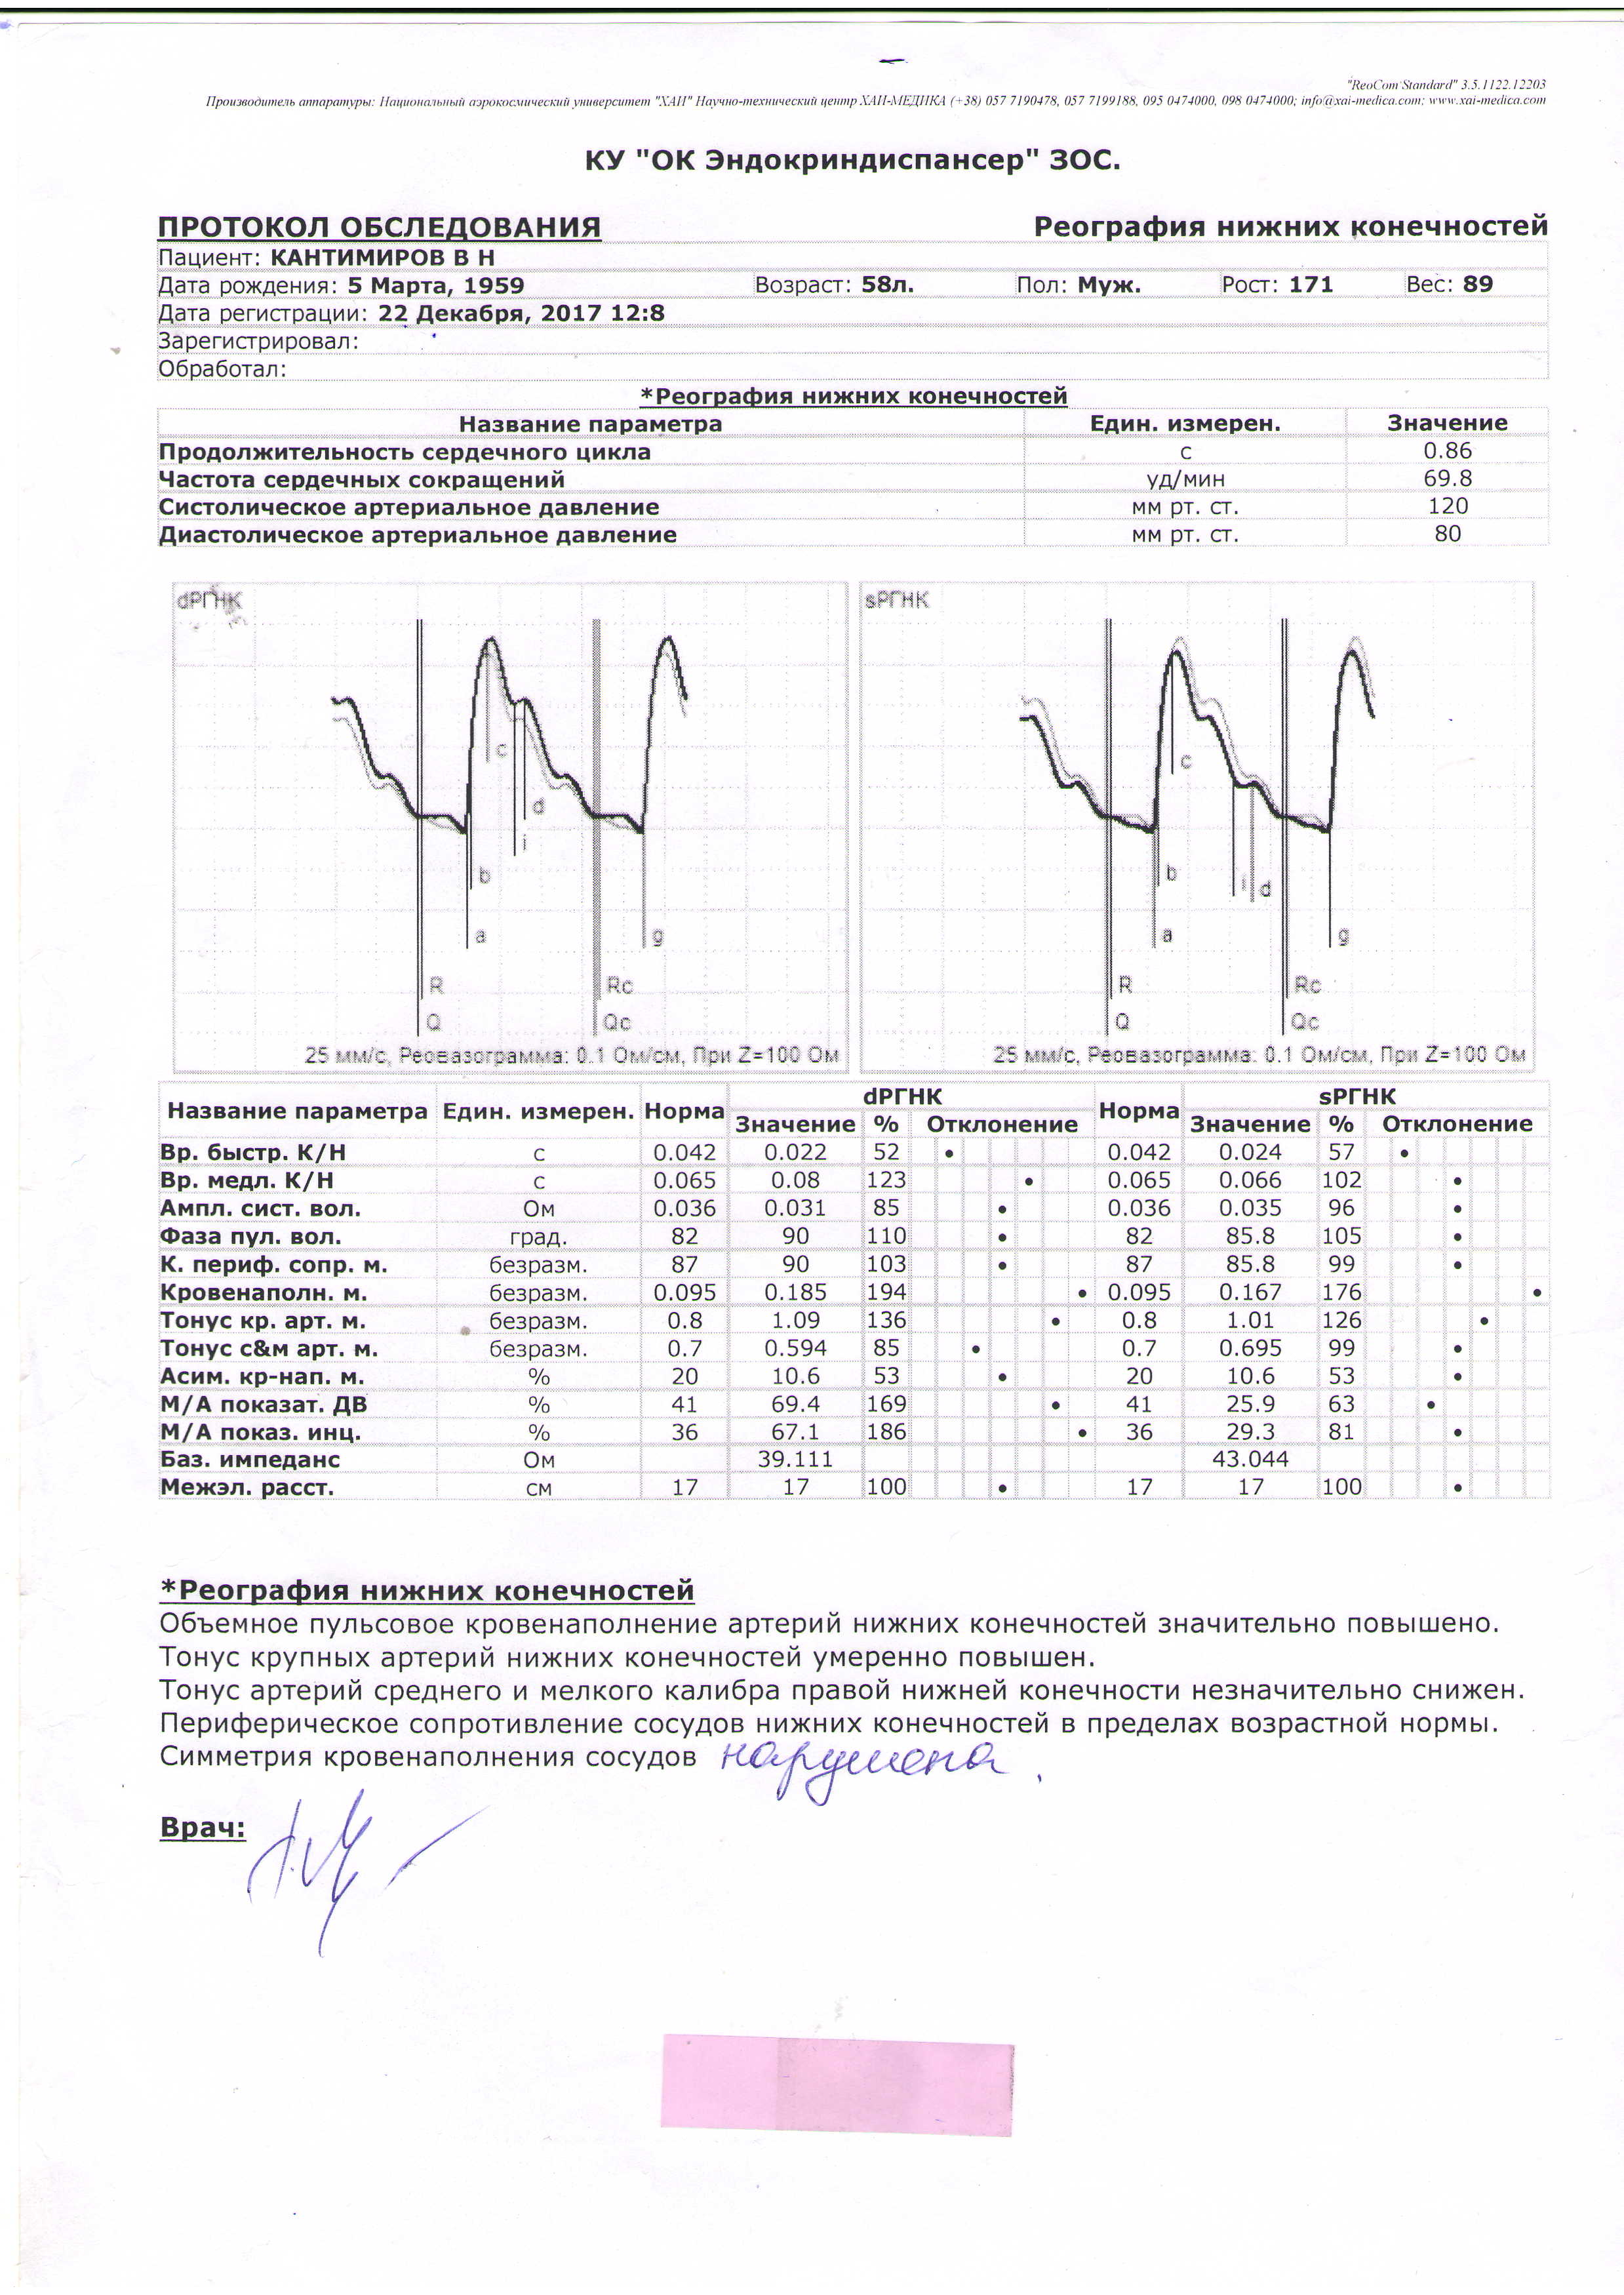 "ReoCom Standard" 3.5.1122.12203
Производитель аппаратуры: Национальный аэрокосмический университет "ХАИ" Научно-технический центр ХАИ-МЕДИКА (+38) 057 7190478, 057 7199188, 095 0474000, 098 0474000; info@xai-medica.com; www.xai-medica.com
КУ "ОК Эндокриндиспансер" ЗОС.
ПРОТОКОЛ ОБСЛЕДОВАНИЯ Реография нижних конечностей
Пациент: КАНТИМИРОВ В Н
Дата рождения: 5 Марта, 1959 Возраст: 58л. Пол: Муж. Рост: 171 Вес: 89
Дата регистрации: 22 Декабря, 2017 12:8
Зарегистрировал:
Обработал:
*Реография нижних конечностей
Название параметра Един. измерен. Значение
Продолжительность сердечного цикла с 0.86
Частота сердечных сокращений уд/мин 69.8
Систолическое артериальное давление мм рт. ст. 120
Диастолическое артериальное давление мм рт. ст. 80
dРГНК
c
d
i
b
a g
R Rc
Q Qc
25 мм/с, Реовазограмма: 0.1 Ом/см, При Z=100 Ом
sРГНК
c
b i d
a g
R Rc
Q Qc
25 мм/с, Реовазограмма: 0.1 Ом/см, При Z=100 Ом
Название параметра Един. измерен. Норма dРГНК Норма sРГНК
Значение % Отклонение Значение % Отклонение
Вр. быстр. К/Н с 0.042 0.022 52 0.042 0.024 57
Вр. медл. К/Н с 0.065 0.08 123 0.065 0.066 102
Ампл. сист. вол. Ом 0.036 0.031 85 0.036 0.035 96
Фаза пул. вол. град. 82 90 110 82 85.8 105
К. периф. сопр. м. безразм. 87 90 103 87 85.8 99
Кровенаполн. м. безразм. 0.095 0.185 194 0.095 0.167 176
Тонус кр. арт. м. безразм. 0.8 1.09 136 0.8 1.01 126
Тонус с&м арт. м. безразм. 0.7 0.594 85 0.7 0.695 99
Асим. кр-нап. м. % 20 10.6 53 20 10.6 53
М/А показат. ДВ % 41 69.4 169 41 25.9 63
М/А показ. инц. % 36 67.1 186 36 29.3 81
Баз. импеданс Ом 39.111 43.044
Межэл. расст. см 17 17 100 17 17 100
*Реография нижних конечностей
Объемное пульсовое кровенаполнение артерий нижних конечностей значительно повышено.
Тонус крупных артерий нижних конечностей умеренно повышен.
Тонус артерий среднего и мелкого калибра правой нижней конечности незначительно снижен.
Периферическое сопротивление сосудов нижних конечностей в пределах возрастной нормы.
Симметрия кровенаполнения сосудов нарушена.
Врач: